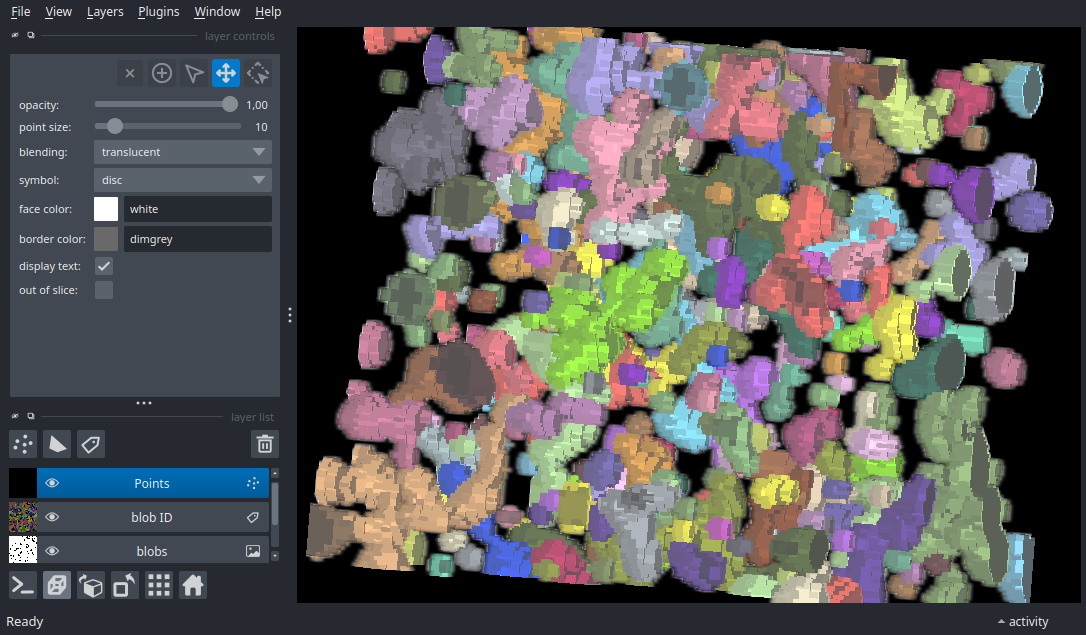 File View Layers Plugins Window Help
layer controls
opacity: 1,00
point size: 10
blending: translucent
symbol: disc
face color: white
border color: dimgrey
display text:
out of slice:
layer list
Points
blob ID
blobs
Ready
activity